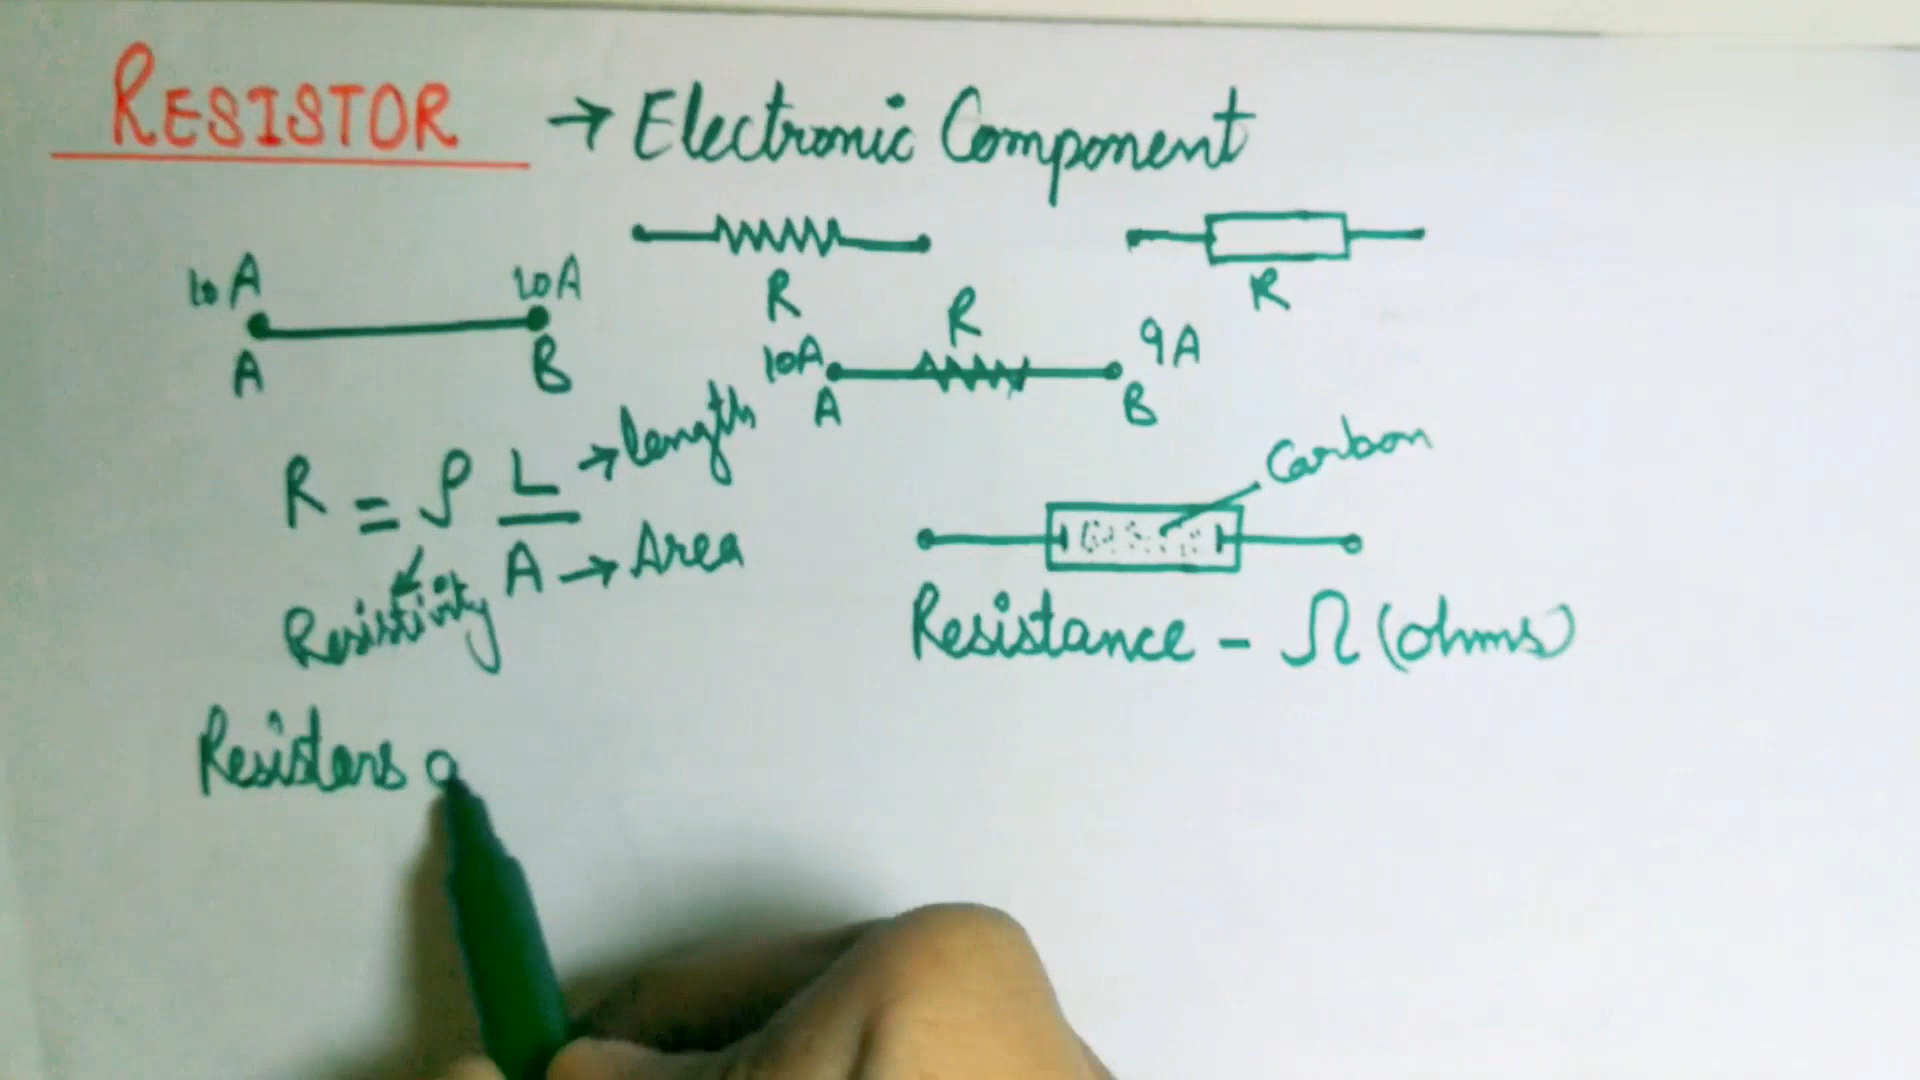 RESISTOR → Electronic Component
R
R
10A 10A
A B
R
10A 9A
A B
R = ρ L → length
A → Area
Resistivity
Carbon
Resistance - Ω (ohms)
Resistors a